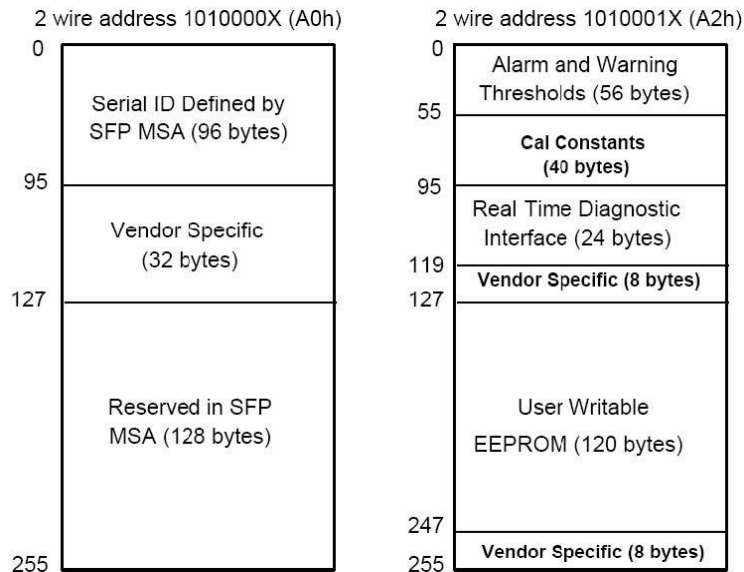 2 wire address 1010000X (A0h)
0
Serial ID Defined by
SFP MSA (96 bytes)
95
Vendor Specific
(32 bytes)
127
Reserved in SFP
MSA (128 bytes)
255
2 wire address 1010001X (A2h)
0
Alarm and Warning
Thresholds (56 bytes)
55
Cal Constants
(40 bytes)
95
Real Time Diagnostic
Interface (24 bytes)
119
Vendor Specific (8 bytes)
127
User Writable
EEPROM (120 bytes)
247
Vendor Specific (8 bytes)
255